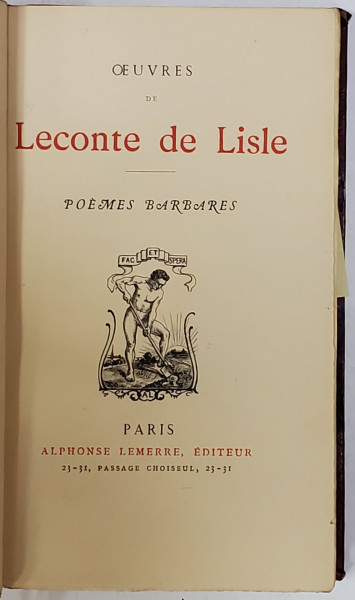 ŒUVRES
DE
Leconte de Lisle
POÈMES BARBARES
FAC ET SPERA
AL
PARIS
ALPHONSE LEMERRE, ÉDITEUR
23-31, PASSAGE CHOISEUL, 23-31